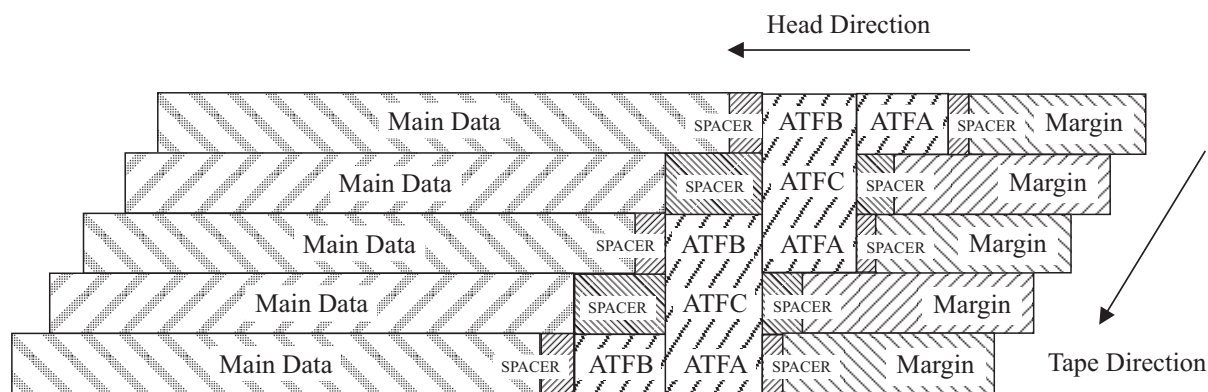 Head Direction
Main Data SPACER ATFB ATFA SPACER Margin
Main Data SPACER ATFC SPACER Margin
Main Data SPACER ATFB ATFA SPACER Margin
Main Data SPACER ATFC SPACER Margin
Main Data SPACER ATFB ATFA SPACER Margin
Tape Direction